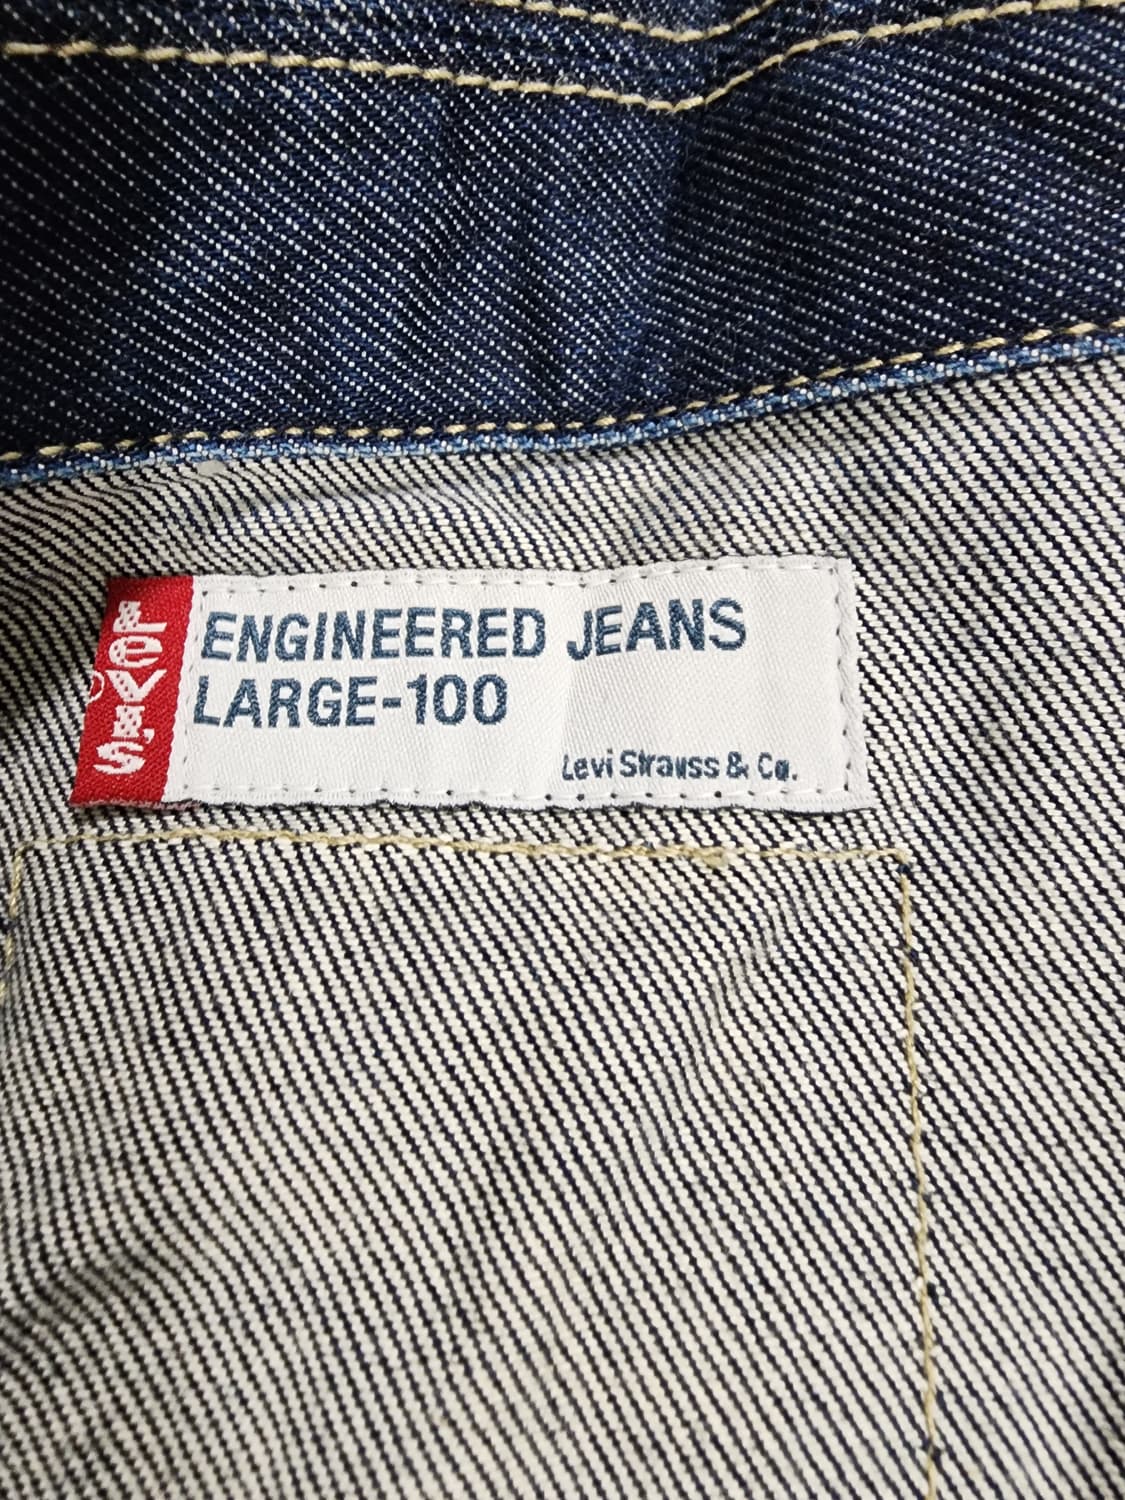 LEVI'S
®
ENGINEERED JEANS
LARGE-100
Levi Strauss & Co.